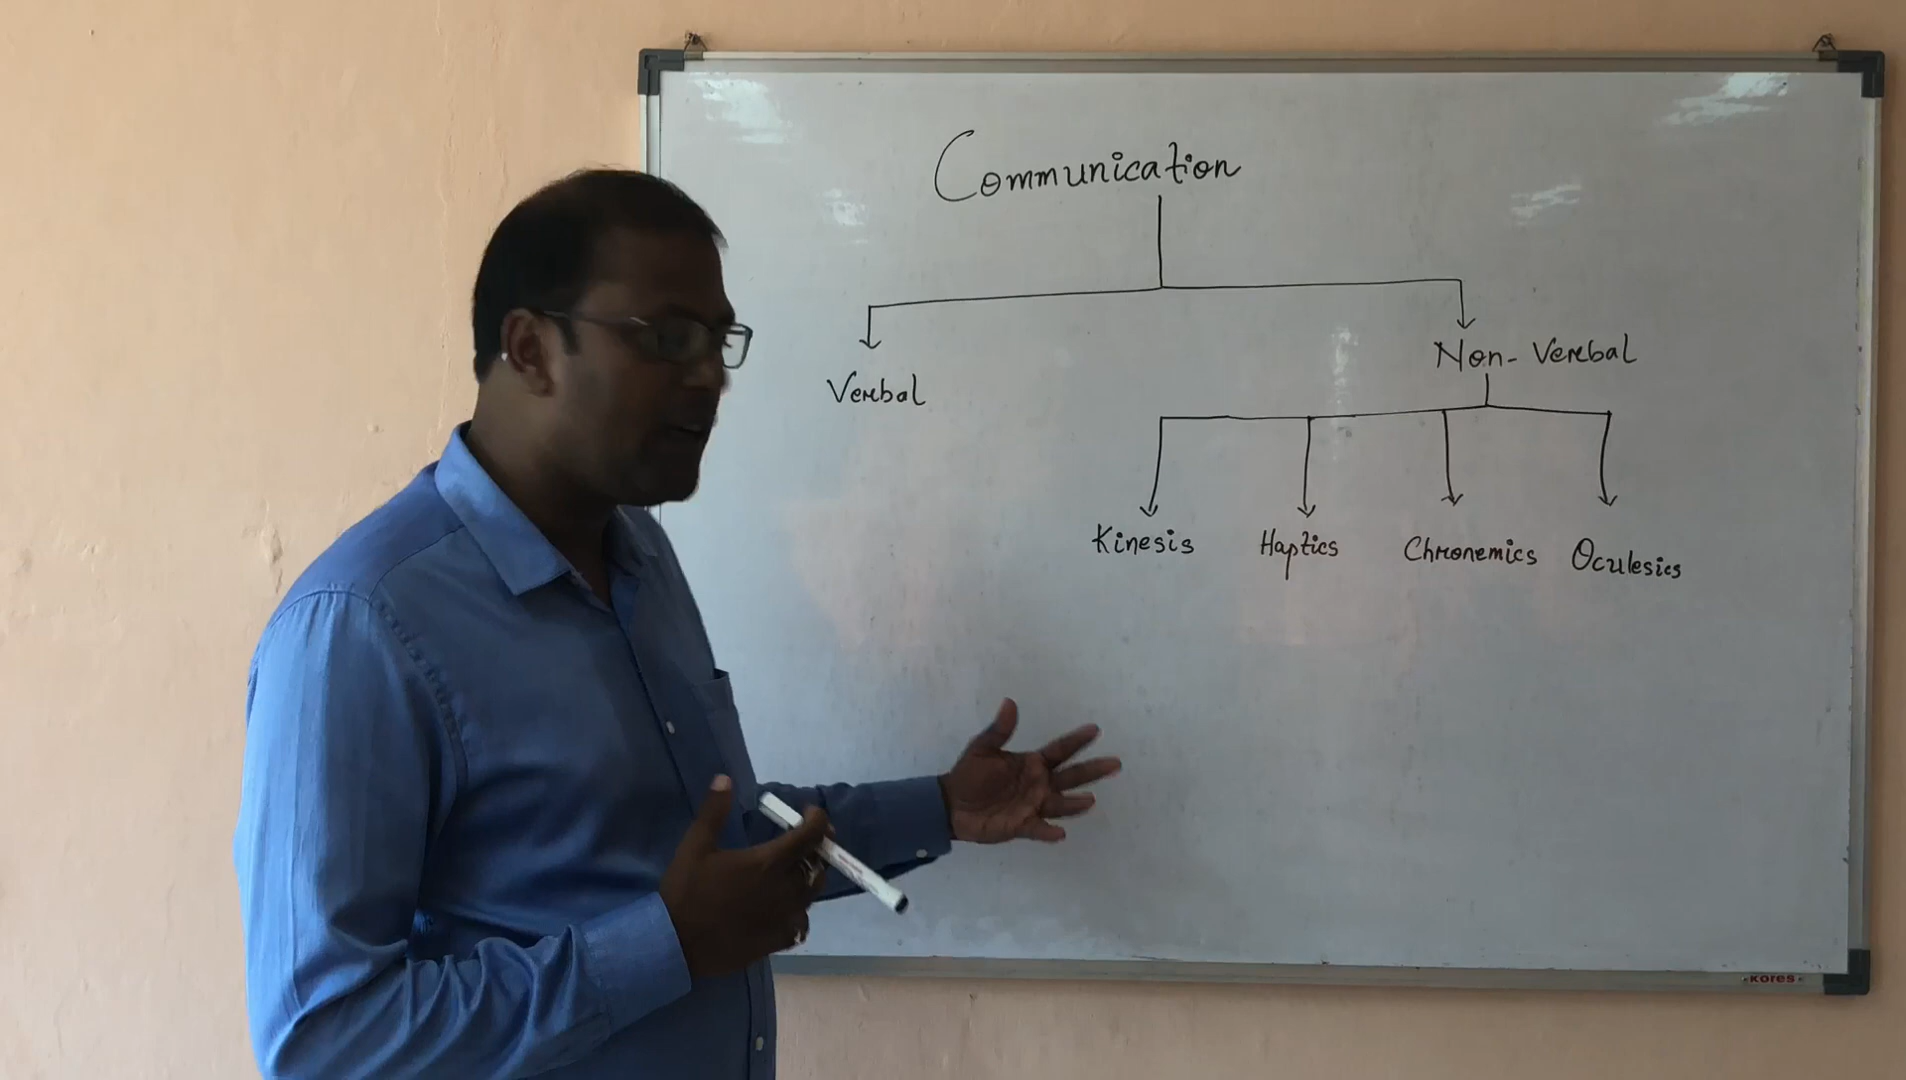 Communication
Verbal
Non-Verbal
Kinesis Haptics Chronemics Oculesics
KORES